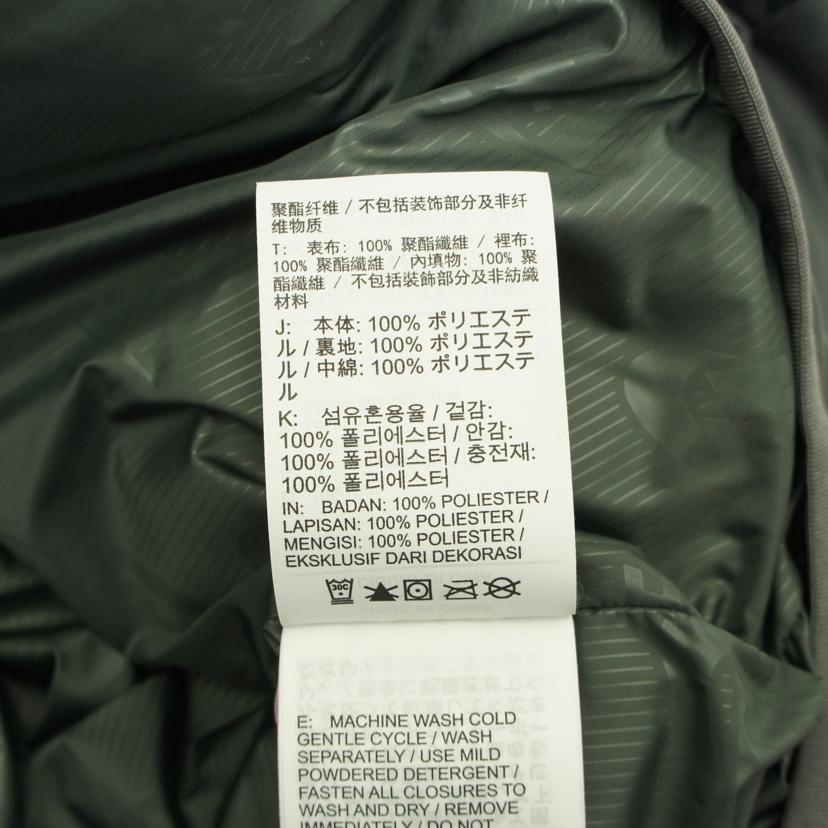 聚酯纤维 / 不包括装饰部分及非纤
维物质
T: 表布: 100% 聚酯纖維 / 裡布:
100% 聚酯纖維 / 內填物: 100% 聚
酯纖維 / 不包括裝飾部分及非紡織
材料
J: 本体: 100% ポリエステ
ル / 裏地: 100% ポリエステ
ル / 中綿: 100% ポリエステ
ル
K: 섬유혼용율 / 겉감:
100% 폴리에스터 / 안감:
100% 폴리에스터 / 충전재:
100% 폴리에스터
IN: BADAN: 100% POLIESTER /
LAPISAN: 100% POLIESTER /
MENGISI: 100% POLIESTER /
EKSKLUSIF DARI DEKORASI
30C
E: MACHINE WASH COLD
GENTLE CYCLE / WASH
SEPARATELY / USE MILD
POWDERED DETERGENT /
FASTEN ALL CLOSURES TO
WASH AND DRY / REMOVE
IMMEDIATELY / DO NOT